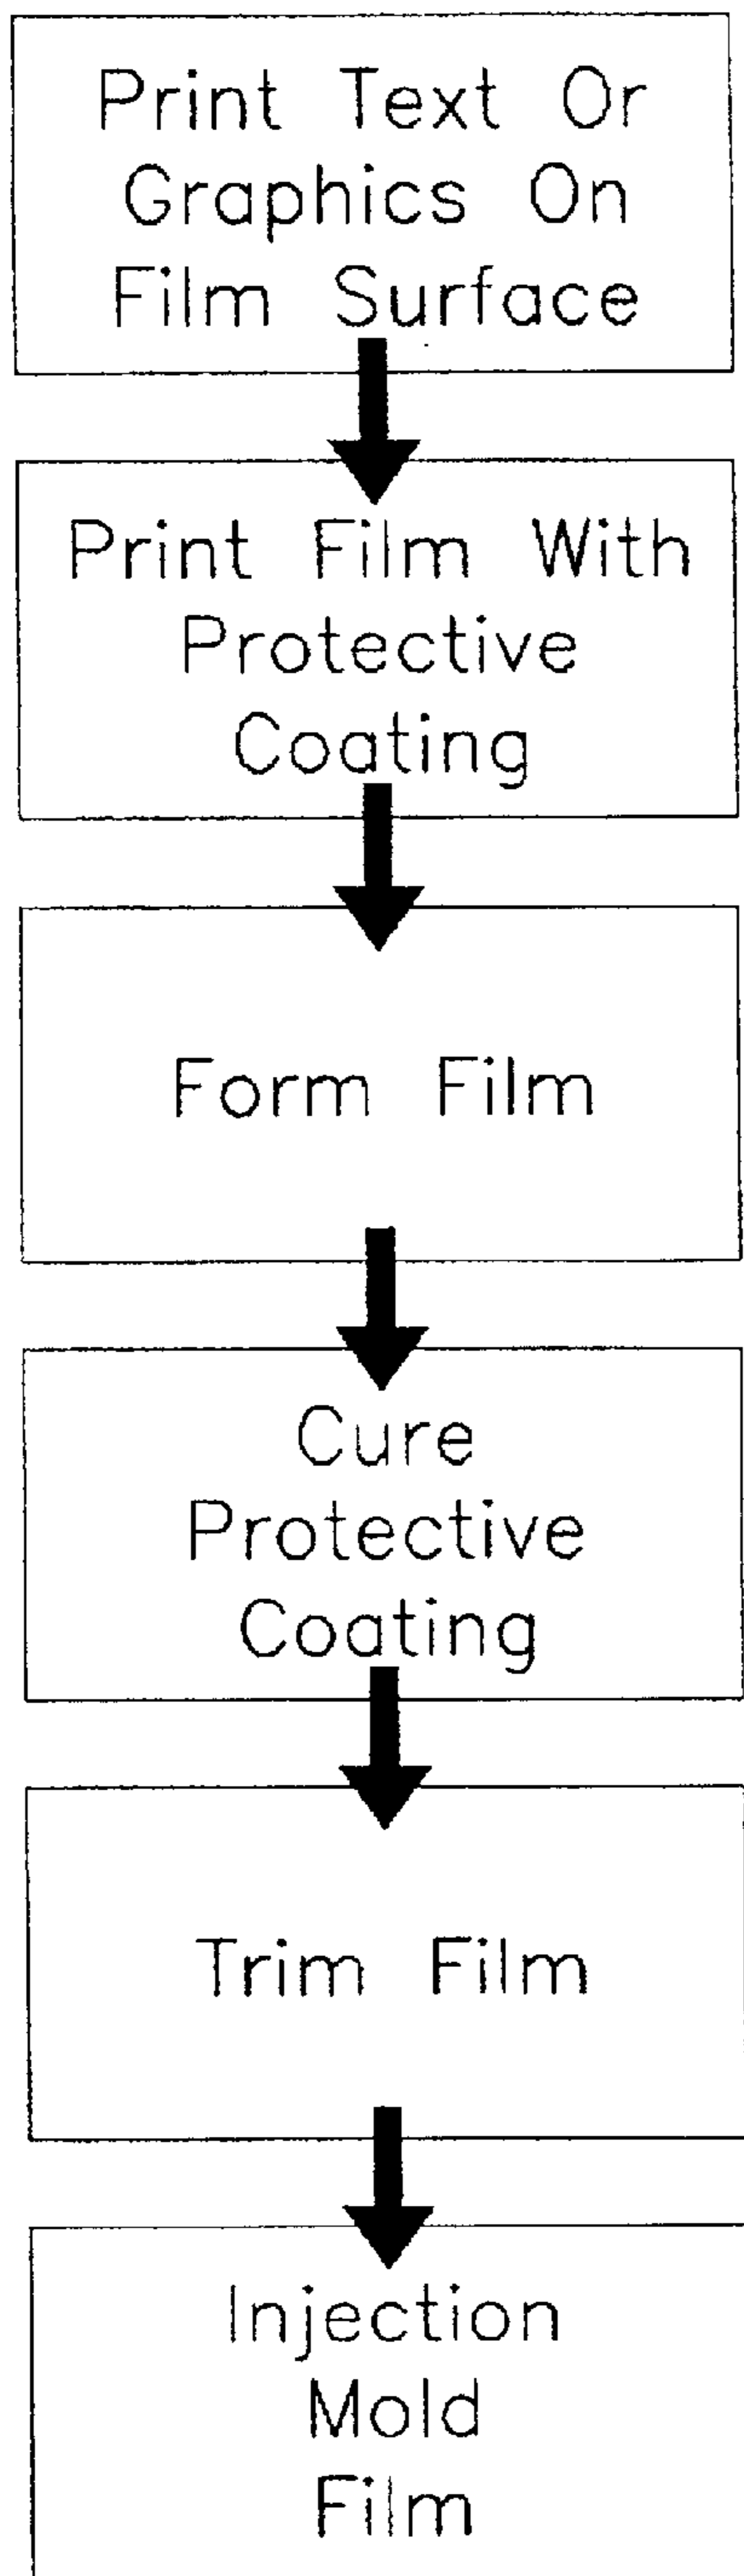 Print Text Or
Graphics On
Film Surface
Print Film With
Protective
Coating
Form Film
Cure
Protective
Coating
Trim Film
Injection
Mold
Film